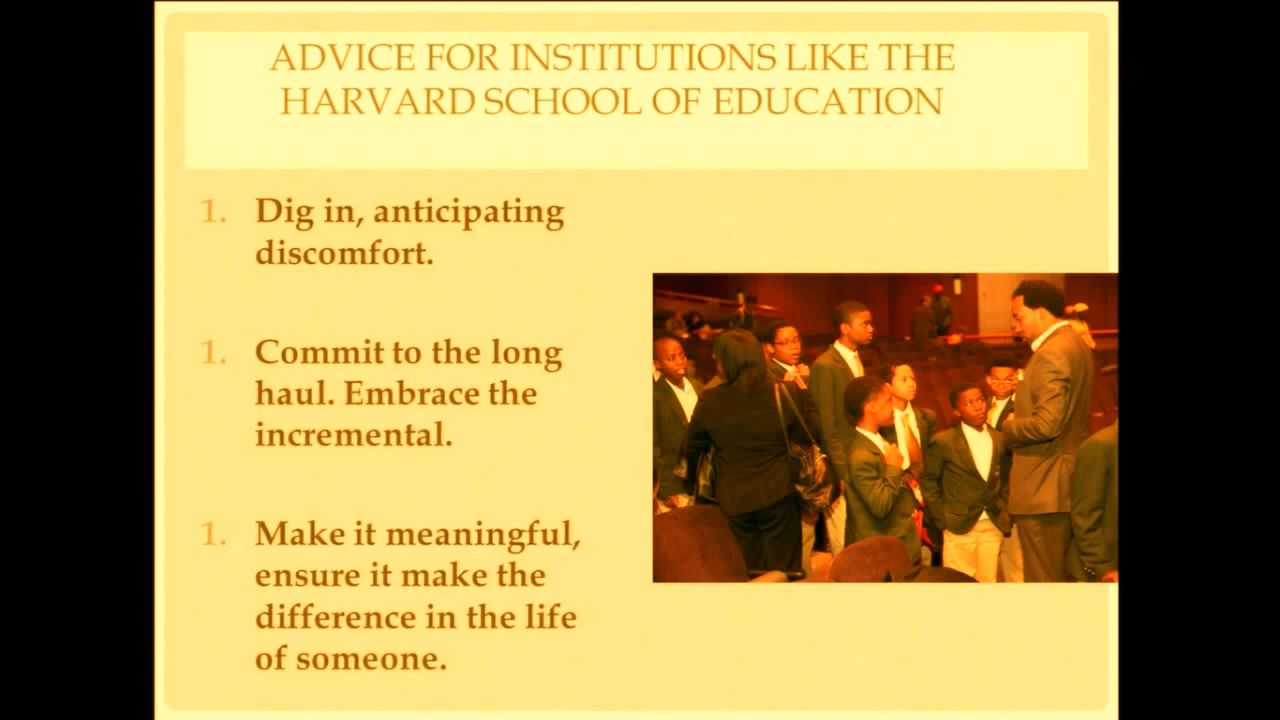 ADVICE FOR INSTITUTIONS LIKE THE
HARVARD SCHOOL OF EDUCATION
1. Dig in, anticipating
discomfort.
1. Commit to the long
haul. Embrace the
incremental.
1. Make it meaningful,
ensure it make the
difference in the life
of someone.